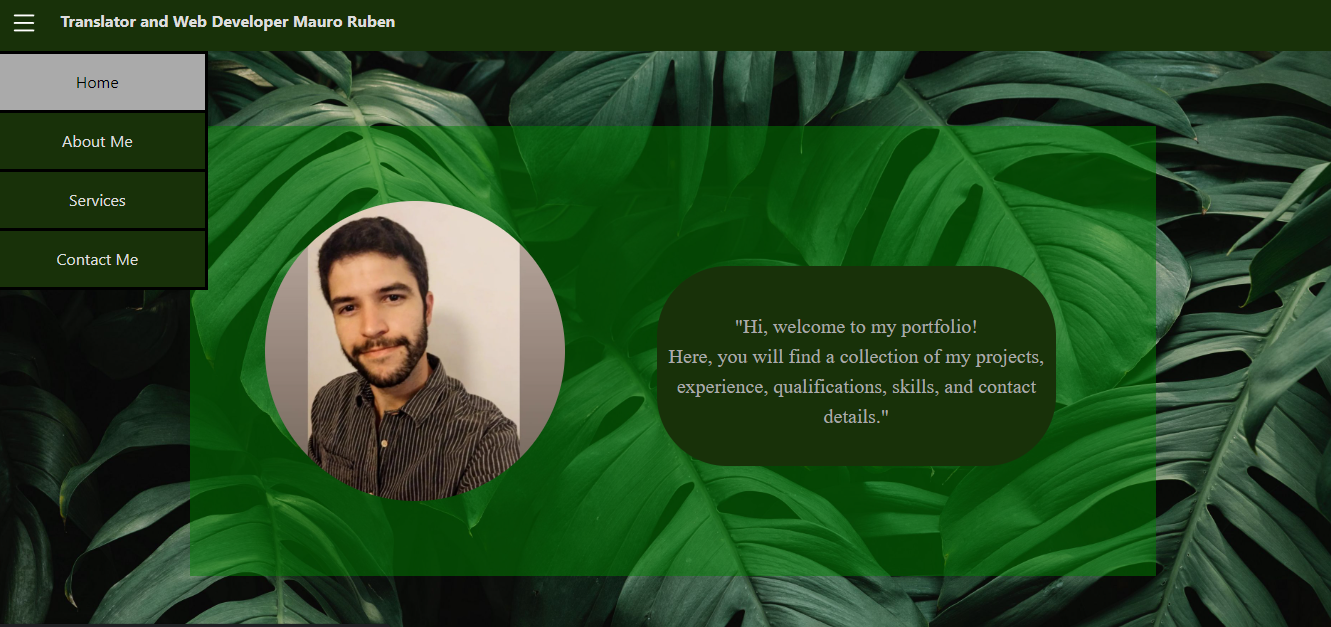 Translator and Web Developer Mauro Ruben
Home
About Me
Services
Contact Me
"Hi, welcome to my portfolio!
Here, you will find a collection of my projects,
experience, qualifications, skills, and contact
details."